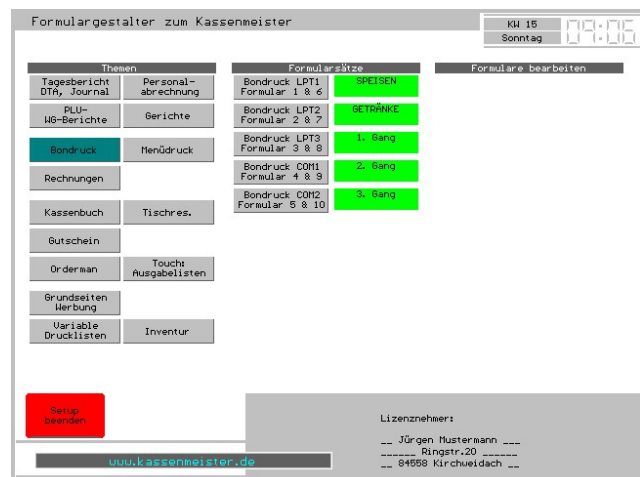 Formulargestalter zum Kassenmeister
KW 15
Sonntag
09:06
Themen
Tagesbericht
DTA, Journal
Personal-
abrechnung
PLU-
WG-Berichte
Gerichte
Bondruck
Menüdruck
Rechnungen
Kassenbuch
Tischres.
Gutschein
Orderman
Touch:
Ausgabelisten
Grundseiten
Werbung
Variable
Drucklisten
Inventur
Formularsätze
Bondruck LPT1
Formular 1 & 6
SPEISEN
Bondruck LPT2
Formular 2 & 7
GETRÄNKE
Bondruck LPT3
Formular 3 & 8
1. Gang
Bondruck COM1
Formular 4 & 9
2. Gang
Bondruck COM2
Formular 5 & 10
3. Gang
Formulare bearbeiten
Setup
beenden
www.kassenmeister.de
Lizenznehmer:
__ Jürgen Mustermann ___
______ Ringstr.20 ______
__ 84558 Kirchweidach __